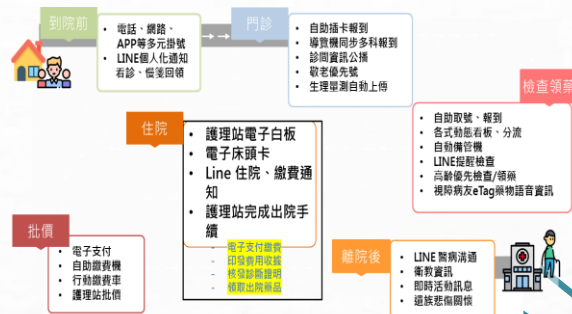 到院前
• 電話、網路、
APP等多元掛號
• LINE個人化通知
看診、慢箋回領
門診
• 自助插卡報到
• 導覽機同步多科報到
• 診間資訊公播
• 敬老優先號
• 生理量測自動上傳
檢查領藥
• 自助取號、報到
• 各式動態看板、分流
• 自動備管機
• LINE提醒檢查
• 高齡優先檢查/領藥
• 視障病友eTag藥物語音資訊
住院
• 護理站電子白板
• 電子床頭卡
• Line 住院、繳費通
知
• 護理站完成出院手
續
- 電子支付繳費
- 印發費用收據
- 核發診斷證明
- 領取出院藥品
批價
• 電子支付
• 自助繳費機
• 行動繳費車
• 護理站批價
離院後
• LINE 醫病溝通
• 衛教資訊
• 即時活動訊息
• 遺族悲傷關懷